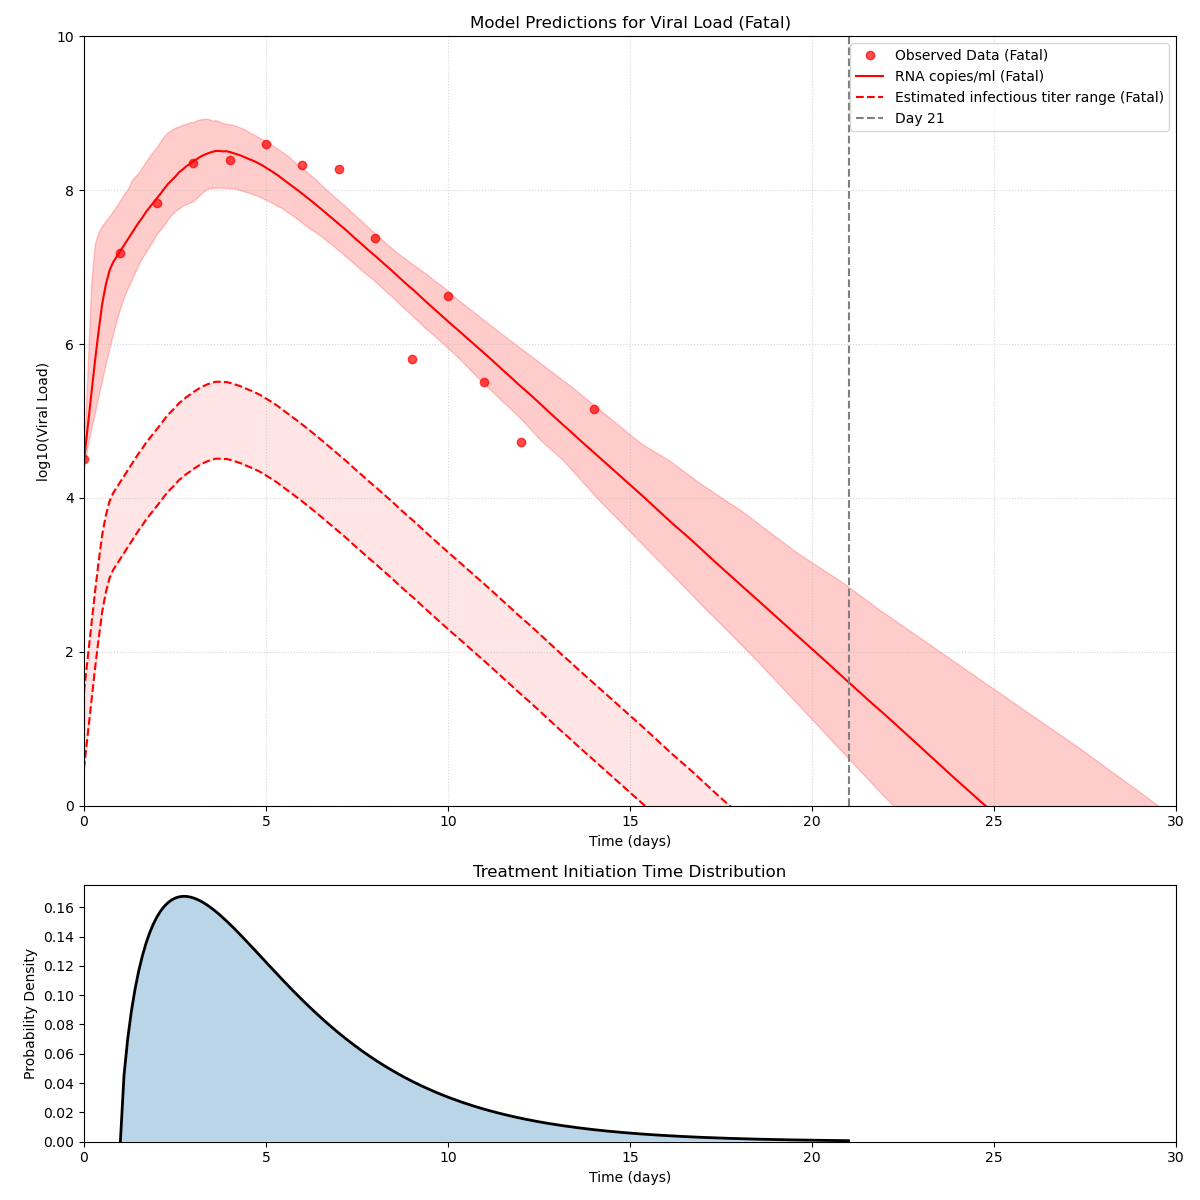 Model Predictions for Viral Load (Fatal)
10
8
6
4
2
0
log10(Viral Load)
Observed Data (Fatal)
RNA copies/ml (Fatal)
Estimated infectious titer range (Fatal)
Day 21
0 5 10 15 20 25 30
Time (days)
Treatment Initiation Time Distribution
0.16
0.14
0.12
0.10
0.08
0.06
0.04
0.02
0.00
Probability Density
0 5 10 15 20 25 30
Time (days)